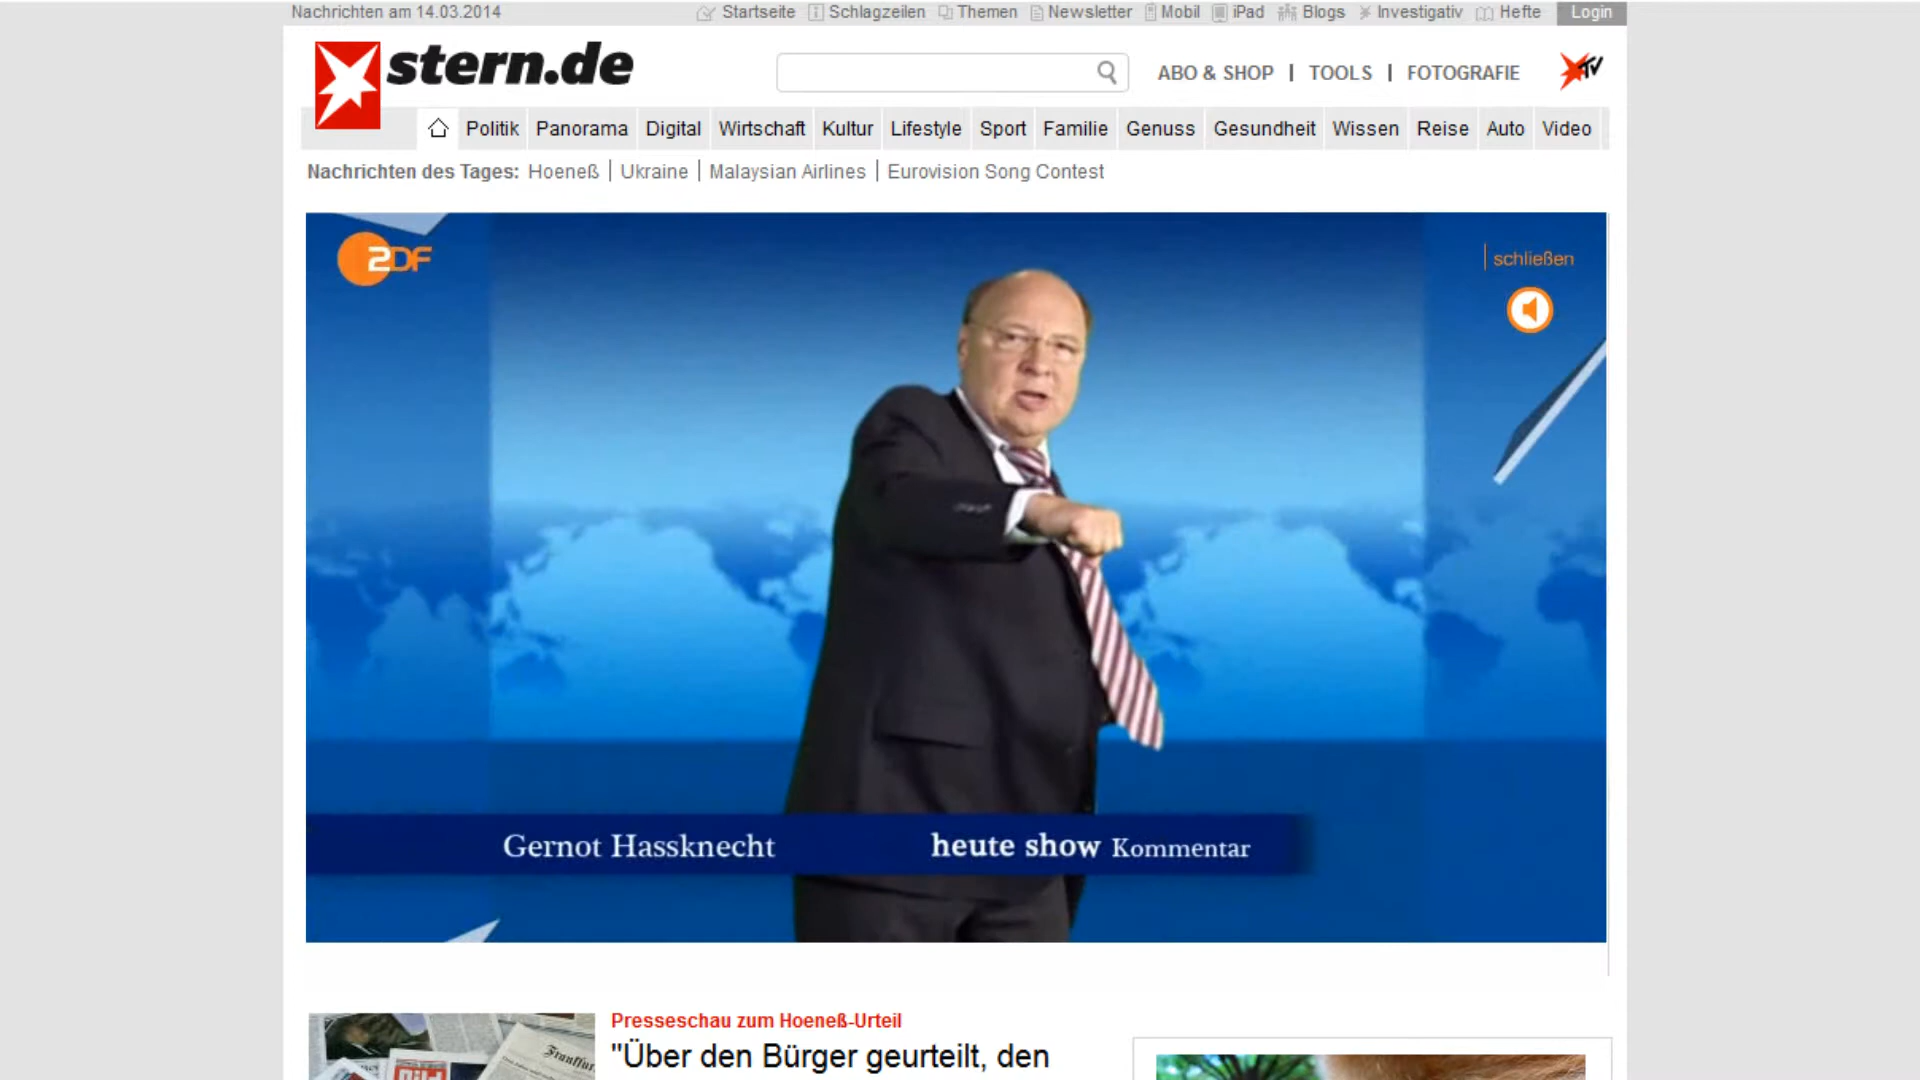 Nachrichten am 14.03.2014 Startseite Schlagzeilen Themen Newsletter Mobil iPad Blogs Investigativ Hefte Login
stern.de
ABO & SHOP | TOOLS | FOTOGRAFIE
TV
Politik Panorama Digital Wirtschaft Kultur Lifestyle Sport Familie Genuss Gesundheit Wissen Reise Auto Video
Nachrichten des Tages: Hoeneß | Ukraine | Malaysian Airlines | Eurovision Song Contest
2DF
schließen
Gernot Hassknecht heute show Kommentar
Presseschau zum Hoeneß-Urteil
"Über den Bürger geurteilt, den
Bild